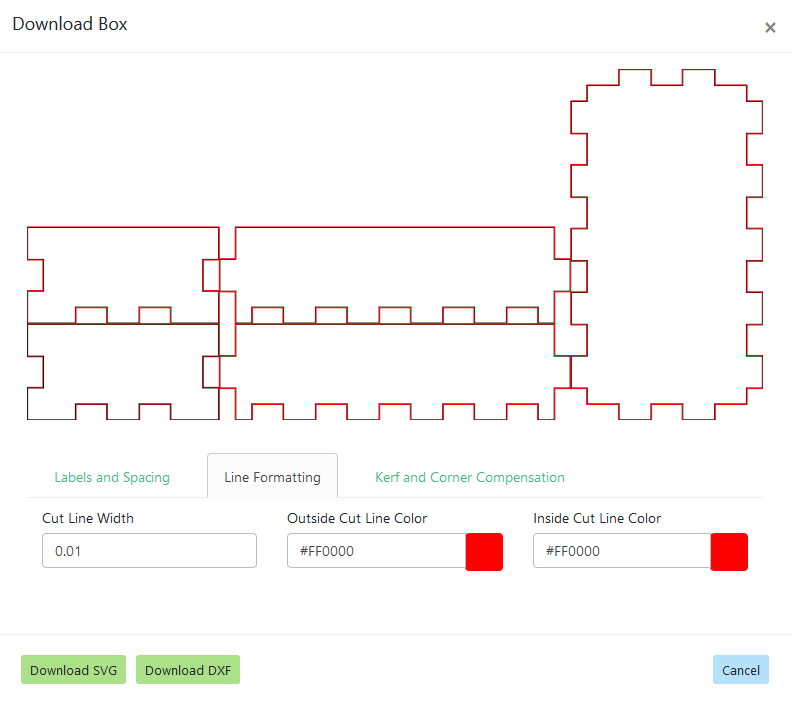 Download Box
×
Labels and Spacing
Line Formatting
Kerf and Corner Compensation
Cut Line Width
Outside Cut Line Color
Inside Cut Line Color
0.01
#FF0000
#FF0000
Download SVG
Download DXF
Cancel